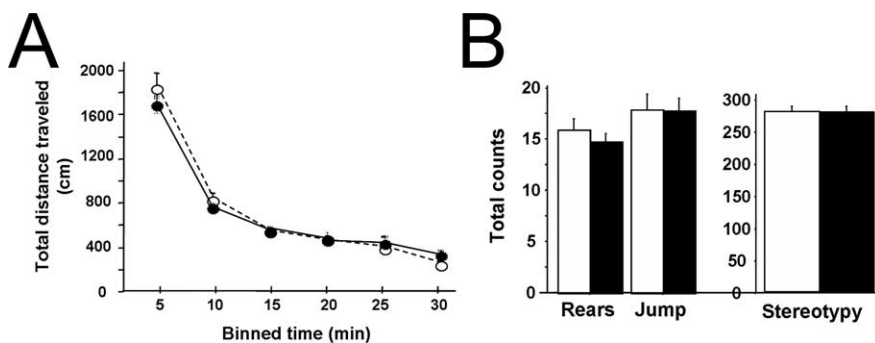 A
Total distance traveled
(cm)
2000
1600
1200
800
400
0
5 10 15 20 25 30
Binned time (min)
B
Total counts
20
15
10
5
0
Rears Jump
300
250
200
150
100
50
0
Stereotypy